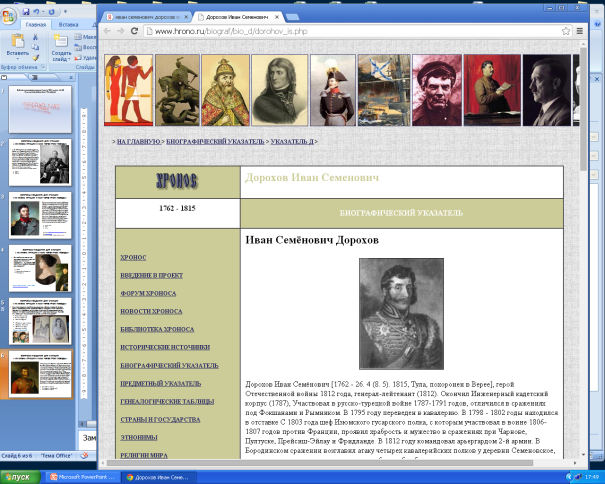 Главная
Вставка
Вставить
Создать слайд
Буфер обмена
Слайды
иван семенович дорохов
Дорохов Иван Семенович
www.hrono.ru/biograf/bio_d/dorohov_is.php
> НА ГЛАВНУЮ > БИОГРАФИЧЕСКИЙ УКАЗАТЕЛЬ > УКАЗАТЕЛЬ Д >
ХРОНОС
Дорохов Иван Семенович
1762 - 1815
БИОГРАФИЧЕСКИЙ УКАЗАТЕЛЬ
Иван Семёнович Дорохов
ХРОНОС
ВВЕДЕНИЕ В ПРОЕКТ
ФОРУМ ХРОНОСА
НОВОСТИ ХРОНОСА
БИБЛИОТЕКА ХРОНОСА
ИСТОРИЧЕСКИЕ ИСТОЧНИКИ
БИОГРАФИЧЕСКИЙ УКАЗАТЕЛЬ
ПРЕДМЕТНЫЙ УКАЗАТЕЛЬ
ГЕНЕАЛОГИЧЕСКИЕ ТАБЛИЦЫ
СТРАНЫ И ГОСУДАРСТВА
ЭТНОНИМЫ
РЕЛИГИИ МИРА
Дорохов Иван Семёнович [1762 - 26. 4 (8. 5). 1815, Тула, похоронен в Верее], герой
Отечественной войны 1812 года, генерал-лейтенант (1812). Окончил Инженерный кадетский
корпус (1787), Участвовал в русско-турецкой войне 1787-1791 годов, отличился в сражениях
под Фокшанами и Рымником. В 1795 году переведен в кавалерию. В 1798 - 1802 годы находился
в отставке С 1803 года шеф Изюмского гусарского полка, с которым участвовал в войне 1806-
1807 годов против Франции, проявил храбрость и мужество в сражениях при Чарнове,
Пултуске, Прейсиш-Эйлау и Фридланде. В 1812 году командовал арьергардом 2-й армии. В
Бородинском сражении возглавил атаку четырех кавалерийских полков у деревни Семеновское,
Зам
Слайд 6 из 6
"Тема Office"
пуск
Microsoft PowerPoint ...
Дорохов Иван Семе...
17:49